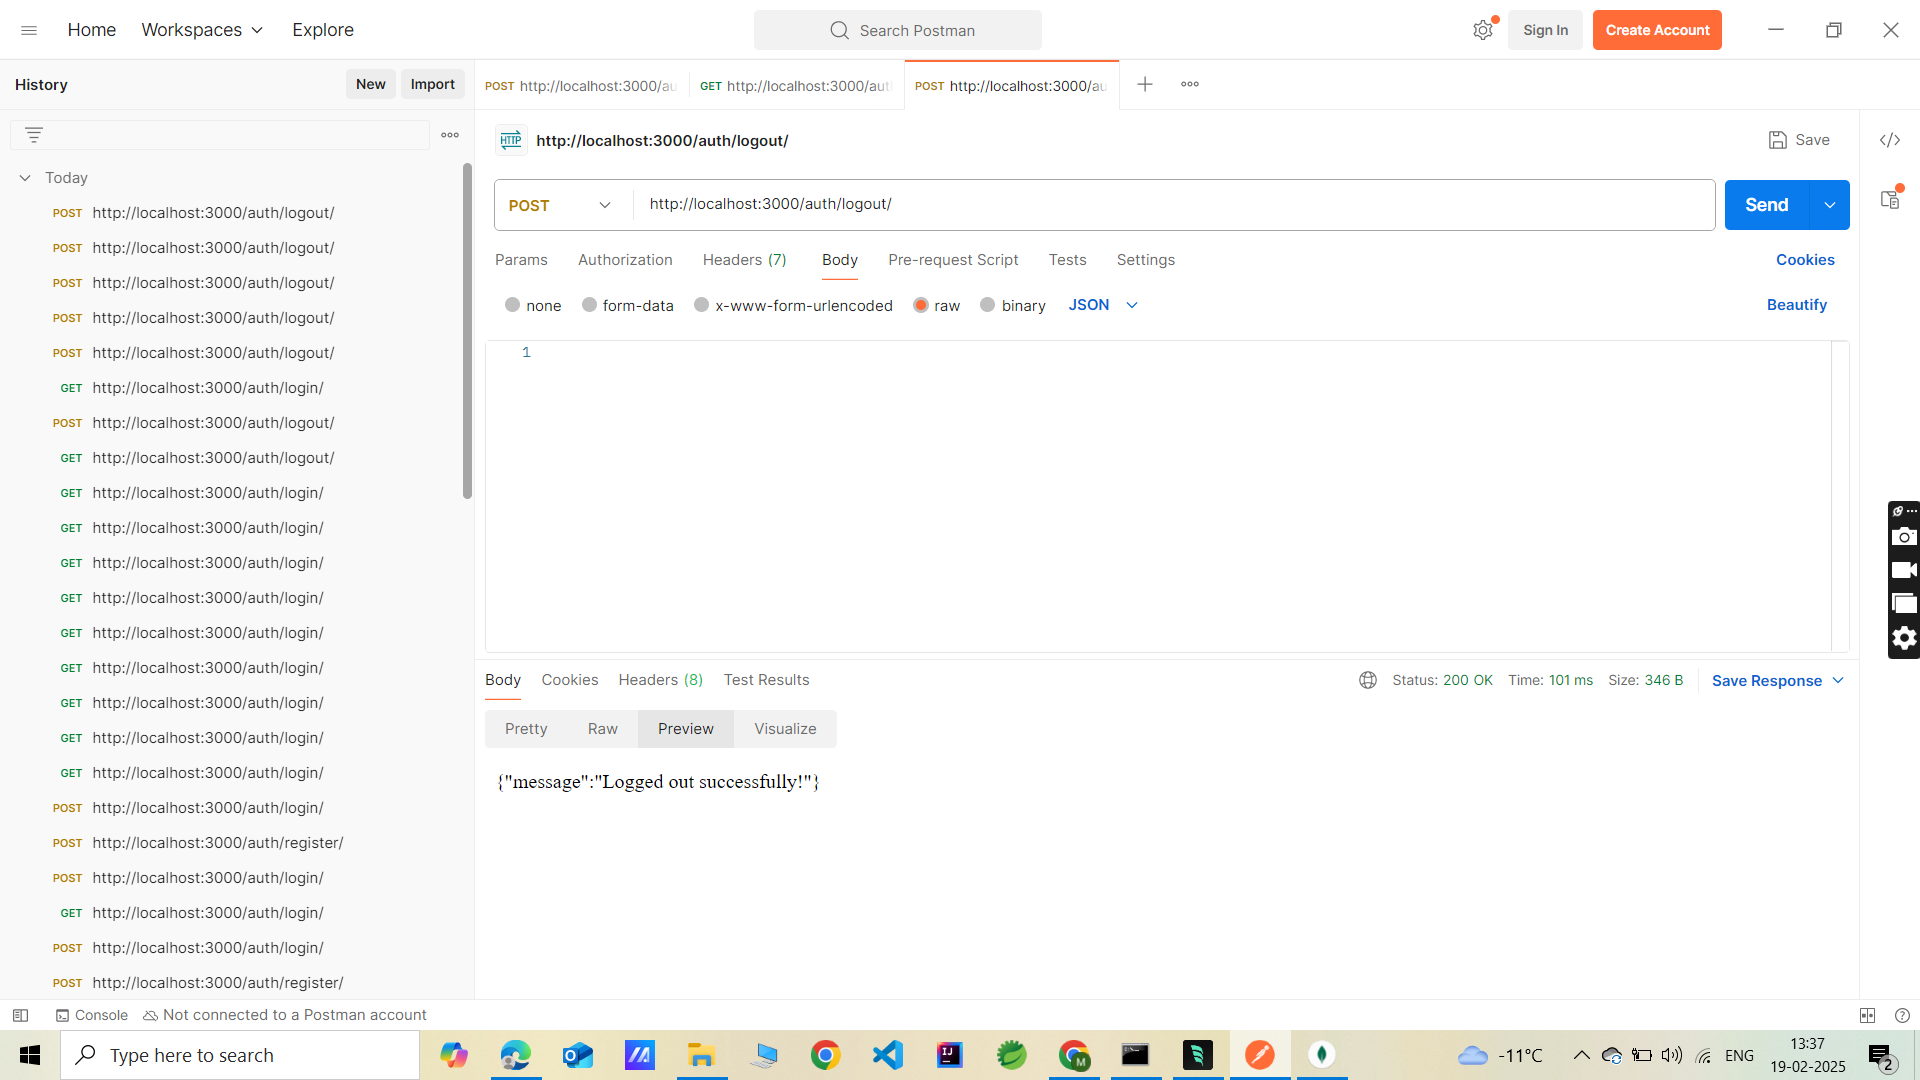 Home Workspaces Explore Search Postman Sign In Create Account
History New Import
POST http://localhost:3000/au GET http://localhost:3000/aut POST http://localhost:3000/au
HTTP http://localhost:3000/auth/logout/ Save
POST http://localhost:3000/auth/logout/ Send
Params Authorization Headers (7) Body Pre-request Script Tests Settings Cookies
none form-data x-www-form-urlencoded raw binary JSON Beautify
1
Today
POST http://localhost:3000/auth/logout/
POST http://localhost:3000/auth/logout/
POST http://localhost:3000/auth/logout/
POST http://localhost:3000/auth/logout/
POST http://localhost:3000/auth/logout/
GET http://localhost:3000/auth/login/
POST http://localhost:3000/auth/logout/
GET http://localhost:3000/auth/logout/
GET http://localhost:3000/auth/login/
GET http://localhost:3000/auth/login/
GET http://localhost:3000/auth/login/
GET http://localhost:3000/auth/login/
GET http://localhost:3000/auth/login/
GET http://localhost:3000/auth/login/
GET http://localhost:3000/auth/login/
GET http://localhost:3000/auth/login/
GET http://localhost:3000/auth/login/
POST http://localhost:3000/auth/login/
POST http://localhost:3000/auth/register/
POST http://localhost:3000/auth/login/
GET http://localhost:3000/auth/login/
POST http://localhost:3000/auth/login/
POST http://localhost:3000/auth/register/
Body Cookies Headers (8) Test Results Status: 200 OK Time: 101 ms Size: 346 B Save Response
Pretty Raw Preview Visualize
{"message":"Logged out successfully!"}
Console Not connected to a Postman account
Type here to search -11°C ENG 13:37
19-02-2025 2